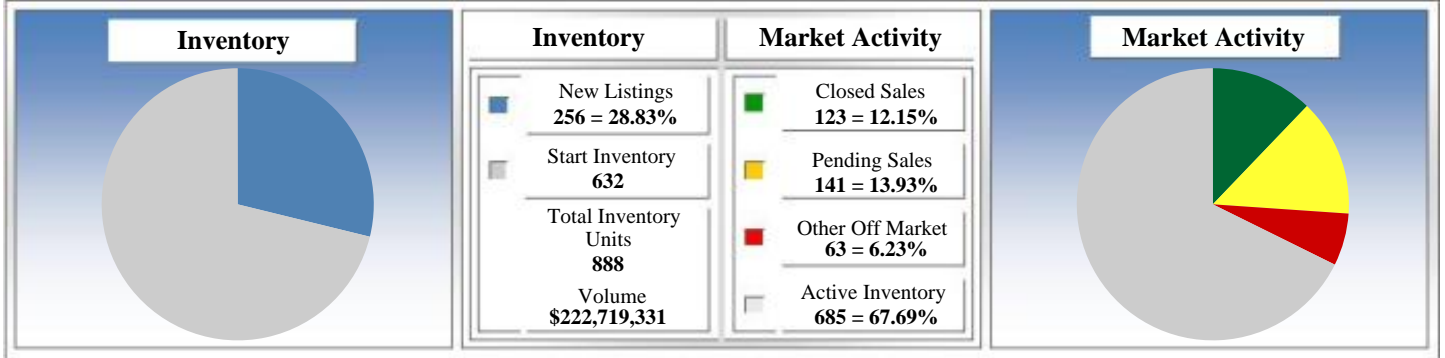 Inventory
Inventory
Market Activity
New Listings
256 = 28.83%
Start Inventory
632
Total Inventory
Units
888
Volume
$222,719,331
Closed Sales
123 = 12.15%
Pending Sales
141 = 13.93%
Other Off Market
63 = 6.23%
Active Inventory
685 = 67.69%
Market Activity